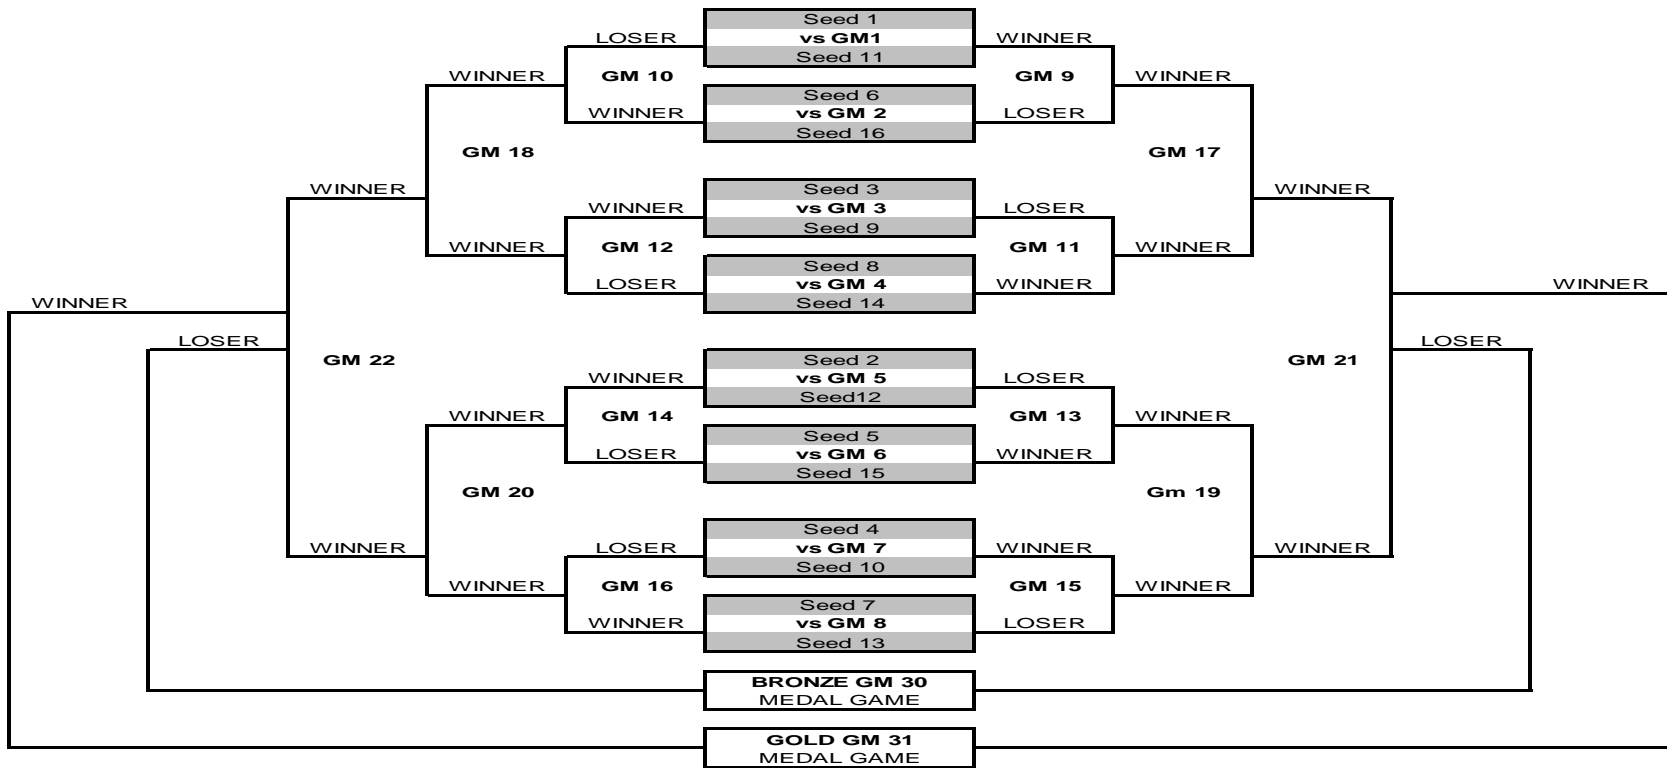 Seed 1
LOSER vs GM1 WINNER
Seed 11
WINNER GM 10 GM 9 WINNER
Seed 6
WINNER vs GM 2 LOSER
Seed 16
GM 18 GM 17
WINNER Seed 3 WINNER
WINNER vs GM 3 LOSER
Seed 9
WINNER GM 12 GM 11 WINNER
Seed 8
LOSER vs GM 4 WINNER
WINNER Seed 14 WINNER
LOSER LOSER
GM 22 Seed 2 GM 21
WINNER vs GM 5 LOSER
Seed12
WINNER GM 14 GM 13 WINNER
Seed 5
LOSER vs GM 6 WINNER
Seed 15
GM 20 Gm 19
Seed 4
WINNER LOSER vs GM 7 WINNER WINNER
Seed 10
WINNER GM 16 GM 15 WINNER
Seed 7
WINNER vs GM 8 LOSER
Seed 13
BRONZE GM 30
MEDAL GAME
GOLD GM 31
MEDAL GAME